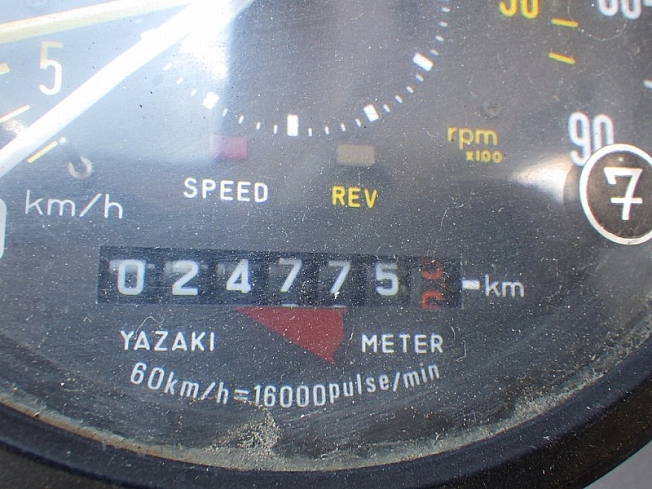 5
90
rpm
x100
7
SPEED REV
km/h
024775 -km
YAZAKI METER
60km/h=16000pulse/min